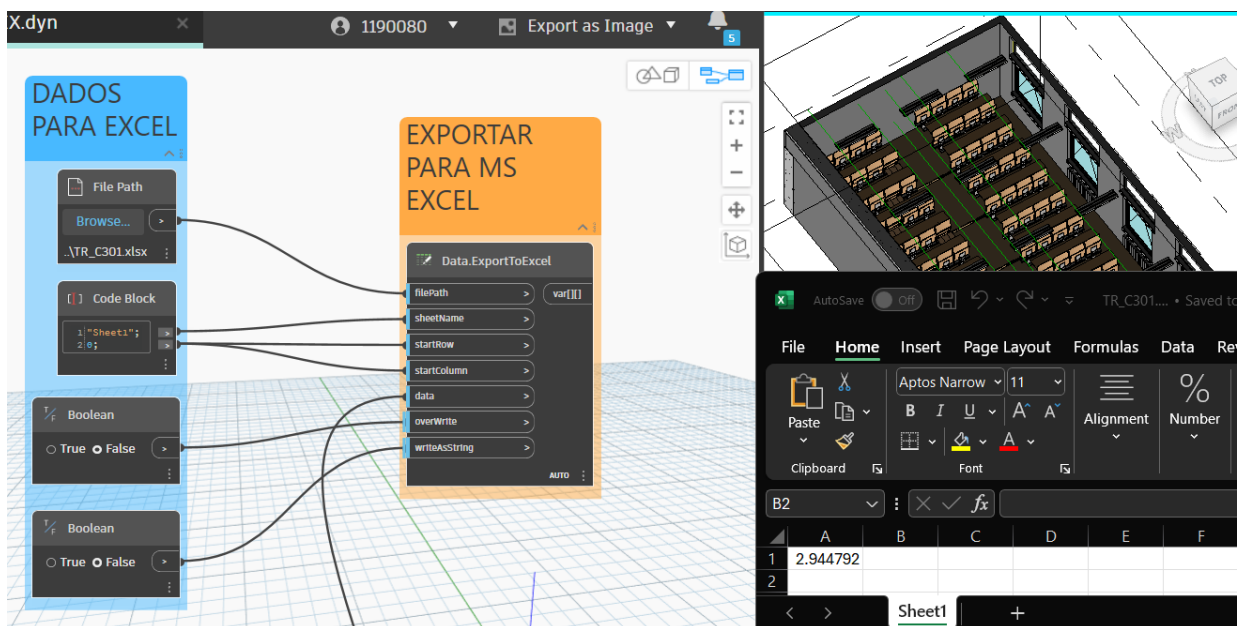 X.dyn
1190080
Export as Image
5
DADOS
PARA EXCEL
File Path
Browse...
>
..\TR_C301.xlsx
Code Block
1 "Sheet1"; >
2 0; >
Boolean
True False >
Boolean
True False >
EXPORTAR
PARA MS
EXCEL
Data.ExportToExcel
filePath > var[][]
sheetName >
startRow >
startColumn >
data >
overWrite >
writeAsString >
AUTO
TOP
FRONT
W
AutoSave Off TR_C301.... • Saved to
File Home Insert Page Layout Formulas Data Re
Paste
Clipboard
Aptos Narrow 11
B I U A A
A
Font
Alignment
%
Number
B2 fx
A B C D E F
1 2.944792
2
Sheet1 +